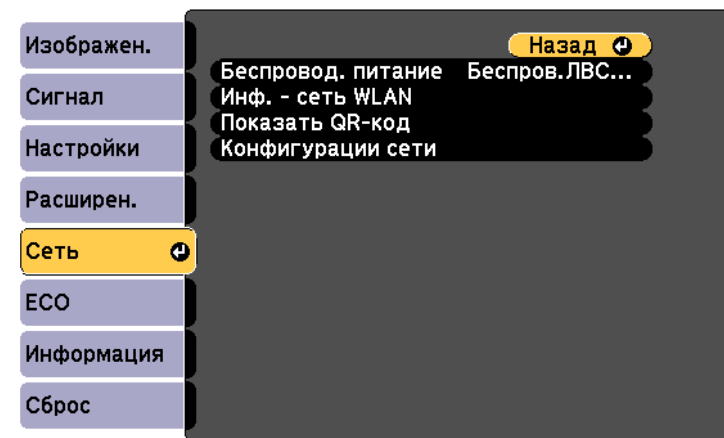 Изображен.
Сигнал
Настройки
Расширен.
Сеть
ECO
Информация
Сброс
Назад
Беспровод. питание Беспров.ЛВС...
Инф. - сеть WLAN
Показать QR-код
Конфигурации сети